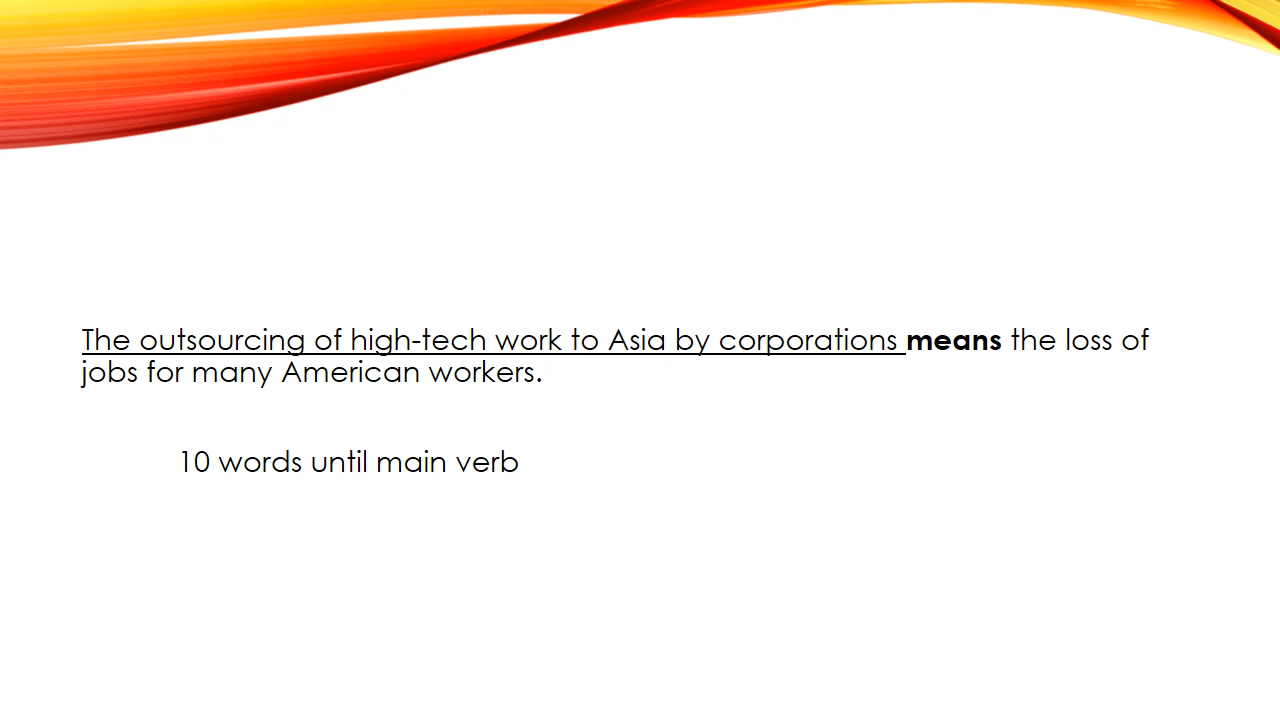 The outsourcing of high-tech work to Asia by corporations means the loss of
jobs for many American workers.
10 words until main verb